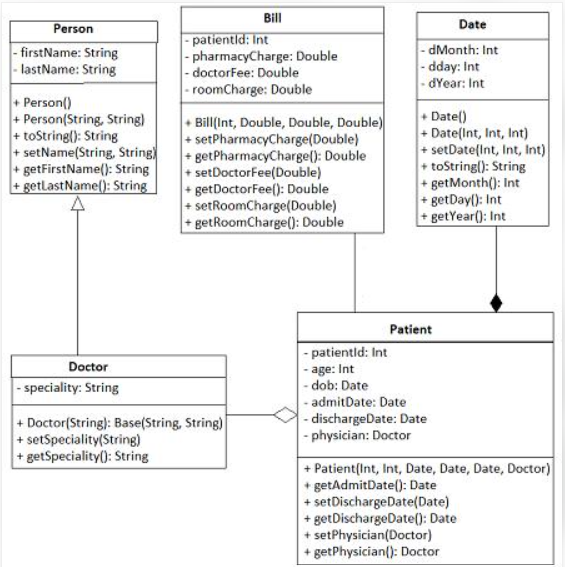 Person
- firstName: String
- lastName: String
+ Person()
+ Person(String, String)
+ toString(): String
+ setName(String, String)
+ getFirstName(): String
+ getLastName(): String
Bill
- patientId: Int
- pharmacyCharge: Double
- doctorFee: Double
- roomCharge: Double
+ Bill(Int, Double, Double, Double)
+ setPharmacyCharge(Double)
+ getPharmacyCharge(): Double
+ setDoctorFee(Double)
+ getDoctorFee(): Double
+ setRoomCharge(Double)
+ getRoomCharge(): Double
Date
- dMonth: Int
- dday: Int
- dYear: Int
+ Date()
+ Date(Int, Int, Int)
+ setDate(Int, Int, Int)
+ toString(): String
+ getMonth(): Int
+ getDay(): Int
+ getYear(): Int
Doctor
- speciality: String
+ Doctor(String): Base(String, String)
+ setSpeciality(String)
+ getSpeciality(): String
Patient
- patientId: Int
- age: Int
- dob: Date
- admitDate: Date
- dischargeDate: Date
- physician: Doctor
+ Patient(Int, Int, Date, Date, Date, Doctor)
+ getAdmitDate(): Date
+ setDischargeDate(Date)
+ getDischargeDate(): Date
+ setPhysician(Doctor)
+ getPhysician(): Doctor